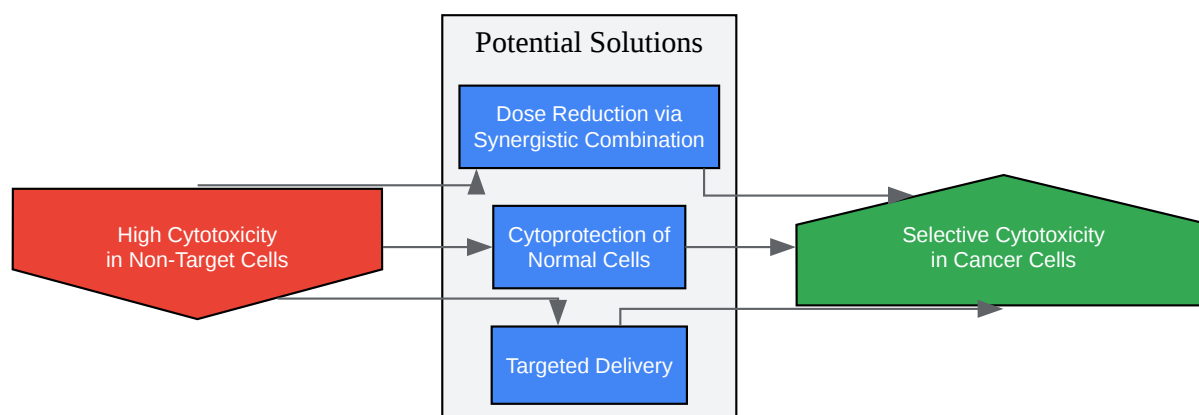 Potential Solutions
Dose Reduction via
Synergistic Combination
High Cytotoxicity
in Non-Target Cells
Cytoprotection of
Normal Cells
Selective Cytotoxicity
in Cancer Cells
Targeted Delivery